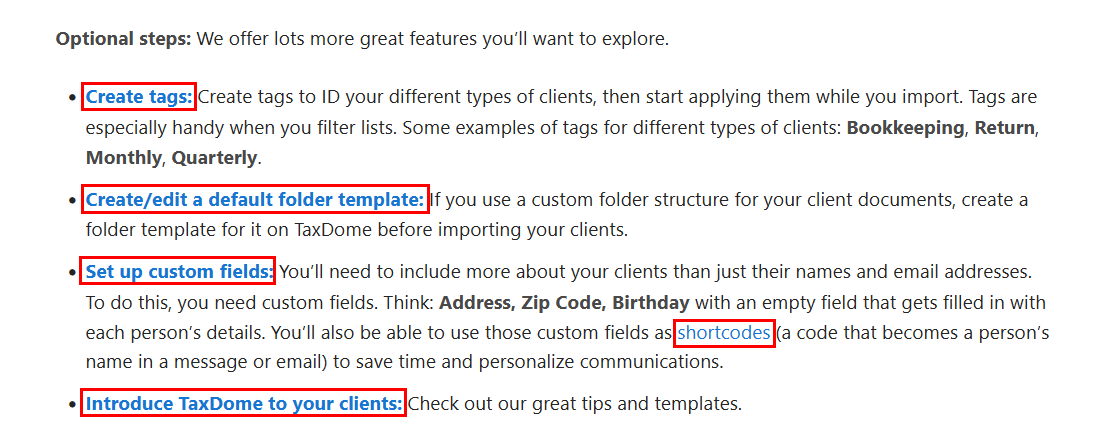 Optional steps: We offer lots more great features you’ll want to explore.
• Create tags: Create tags to ID your different types of clients, then start applying them while you import. Tags are
especially handy when you filter lists. Some examples of tags for different types of clients: Bookkeeping, Return,
Monthly, Quarterly.
• Create/edit a default folder template: If you use a custom folder structure for your client documents, create a
folder template for it on TaxDome before importing your clients.
• Set up custom fields: You’ll need to include more about your clients than just their names and email addresses.
To do this, you need custom fields. Think: Address, Zip Code, Birthday with an empty field that gets filled in with
each person’s details. You’ll also be able to use those custom fields as shortcodes (a code that becomes a person’s
name in a message or email) to save time and personalize communications.
• Introduce TaxDome to your clients: Check out our great tips and templates.